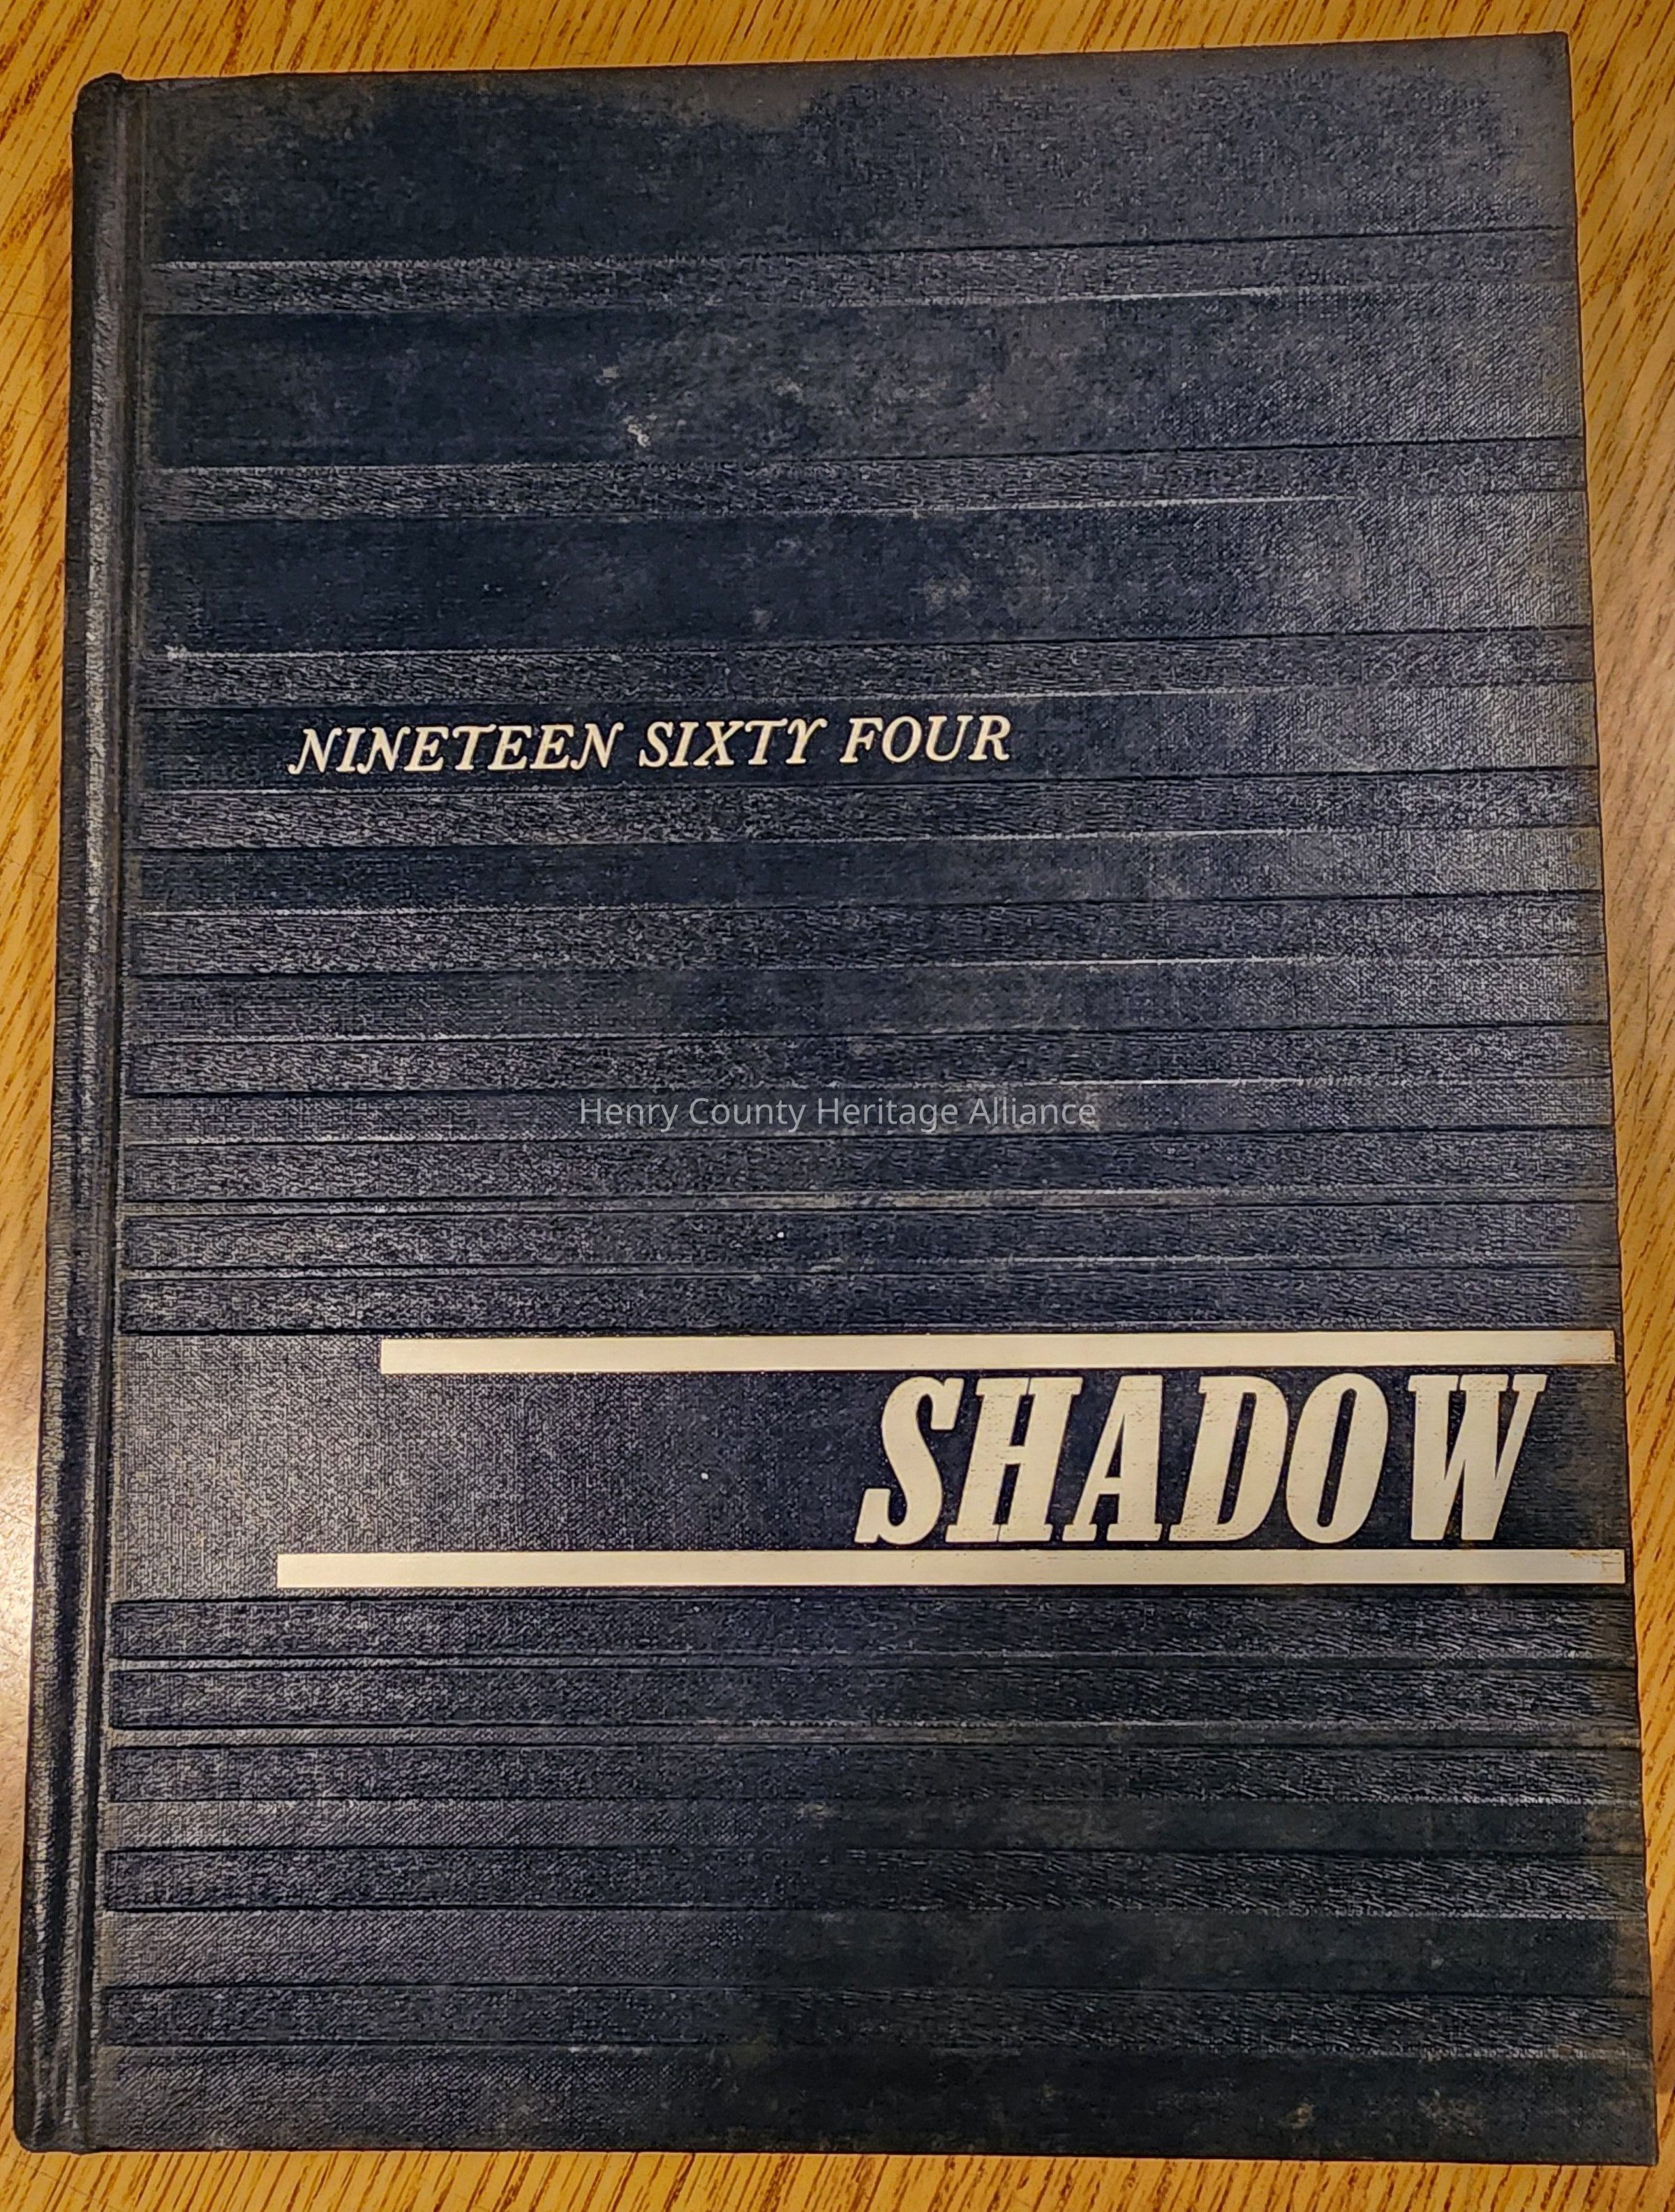 NINETEEN SIXTY FOUR
Henry County Heritage Alliance
SHADOW